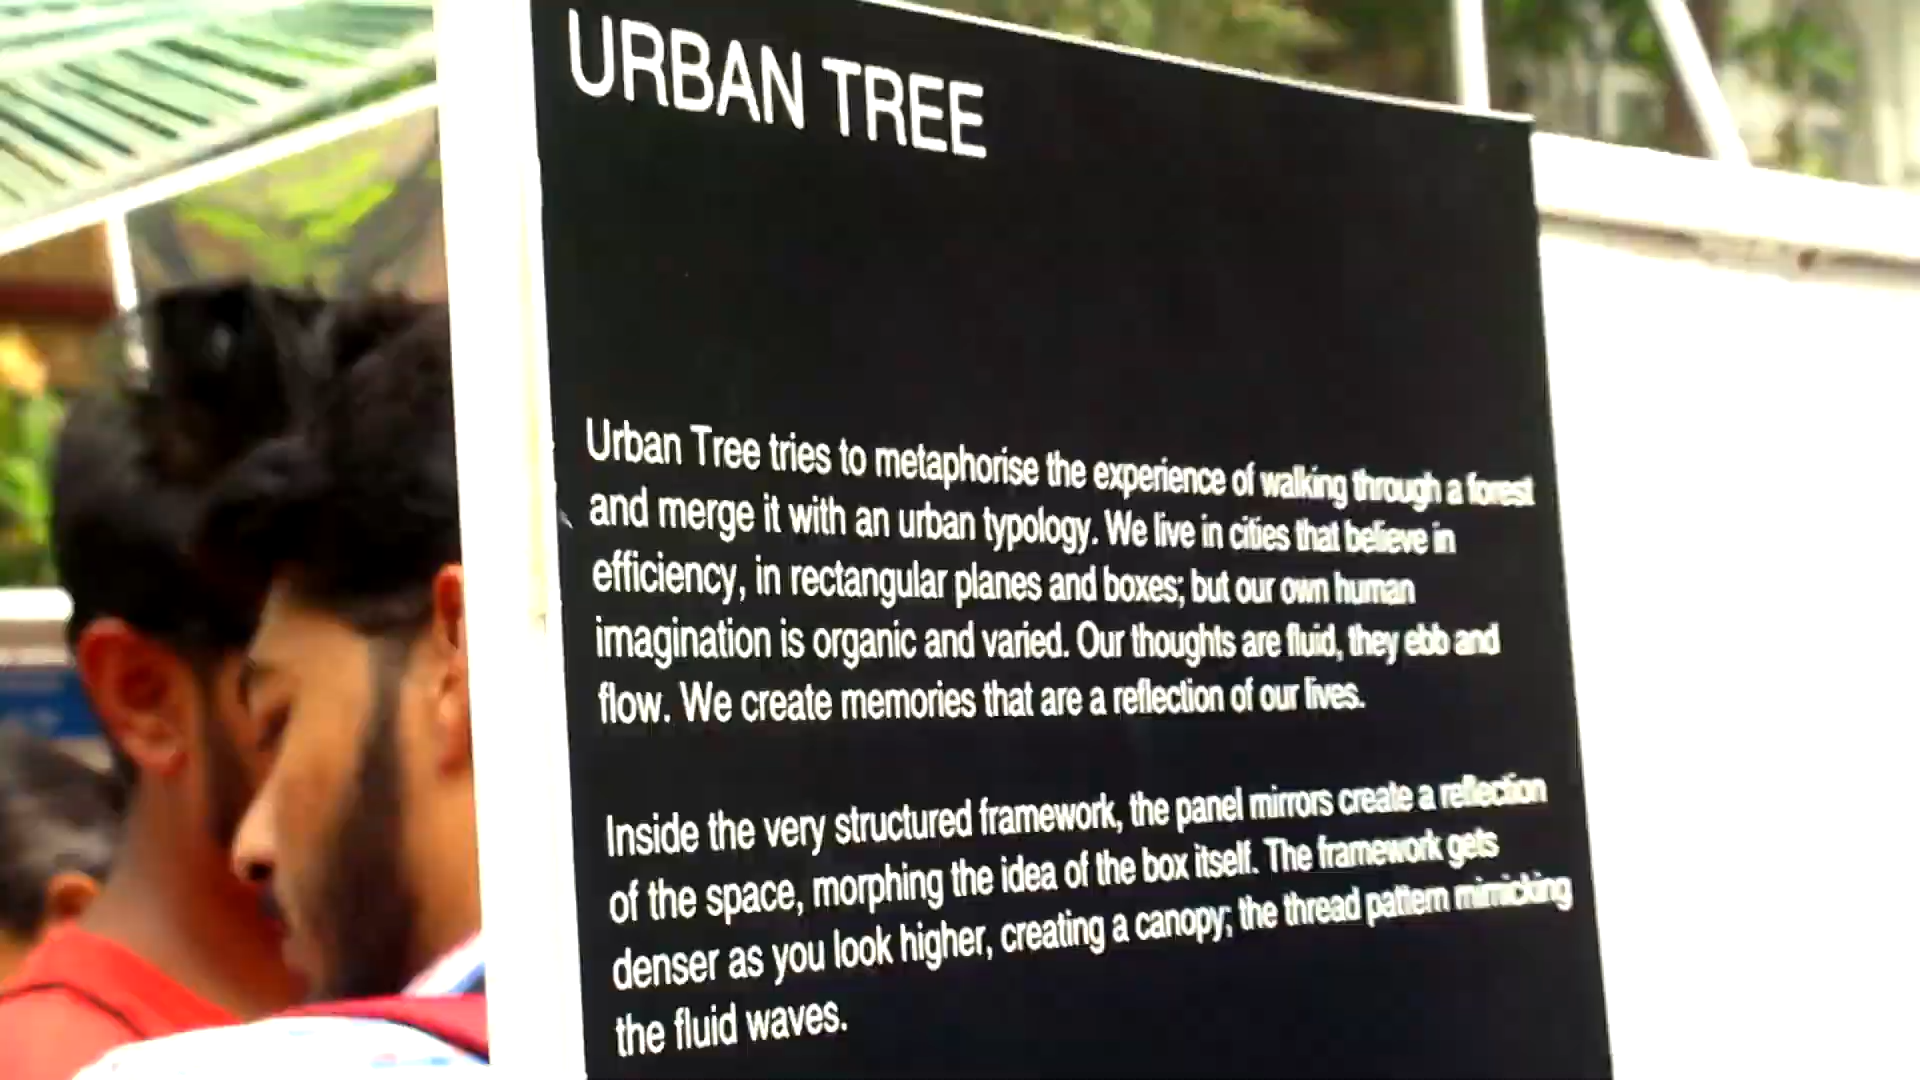 URBAN TREE
Urban Tree tries to metaphorise the experience of walking through a forest
and merge it with an urban typology. We live in cities that believe in
efficiency, in rectangular planes and boxes; but our own human
imagination is organic and varied. Our thoughts are fluid, they ebb and
flow. We create memories that are a reflection of our lives.
Inside the very structured framework, the panel mirrors create a reflection
of the space, morphing the idea of the box itself. The framework gets
denser as you look higher, creating a canopy; the thread pattern mimicking
the fluid waves.